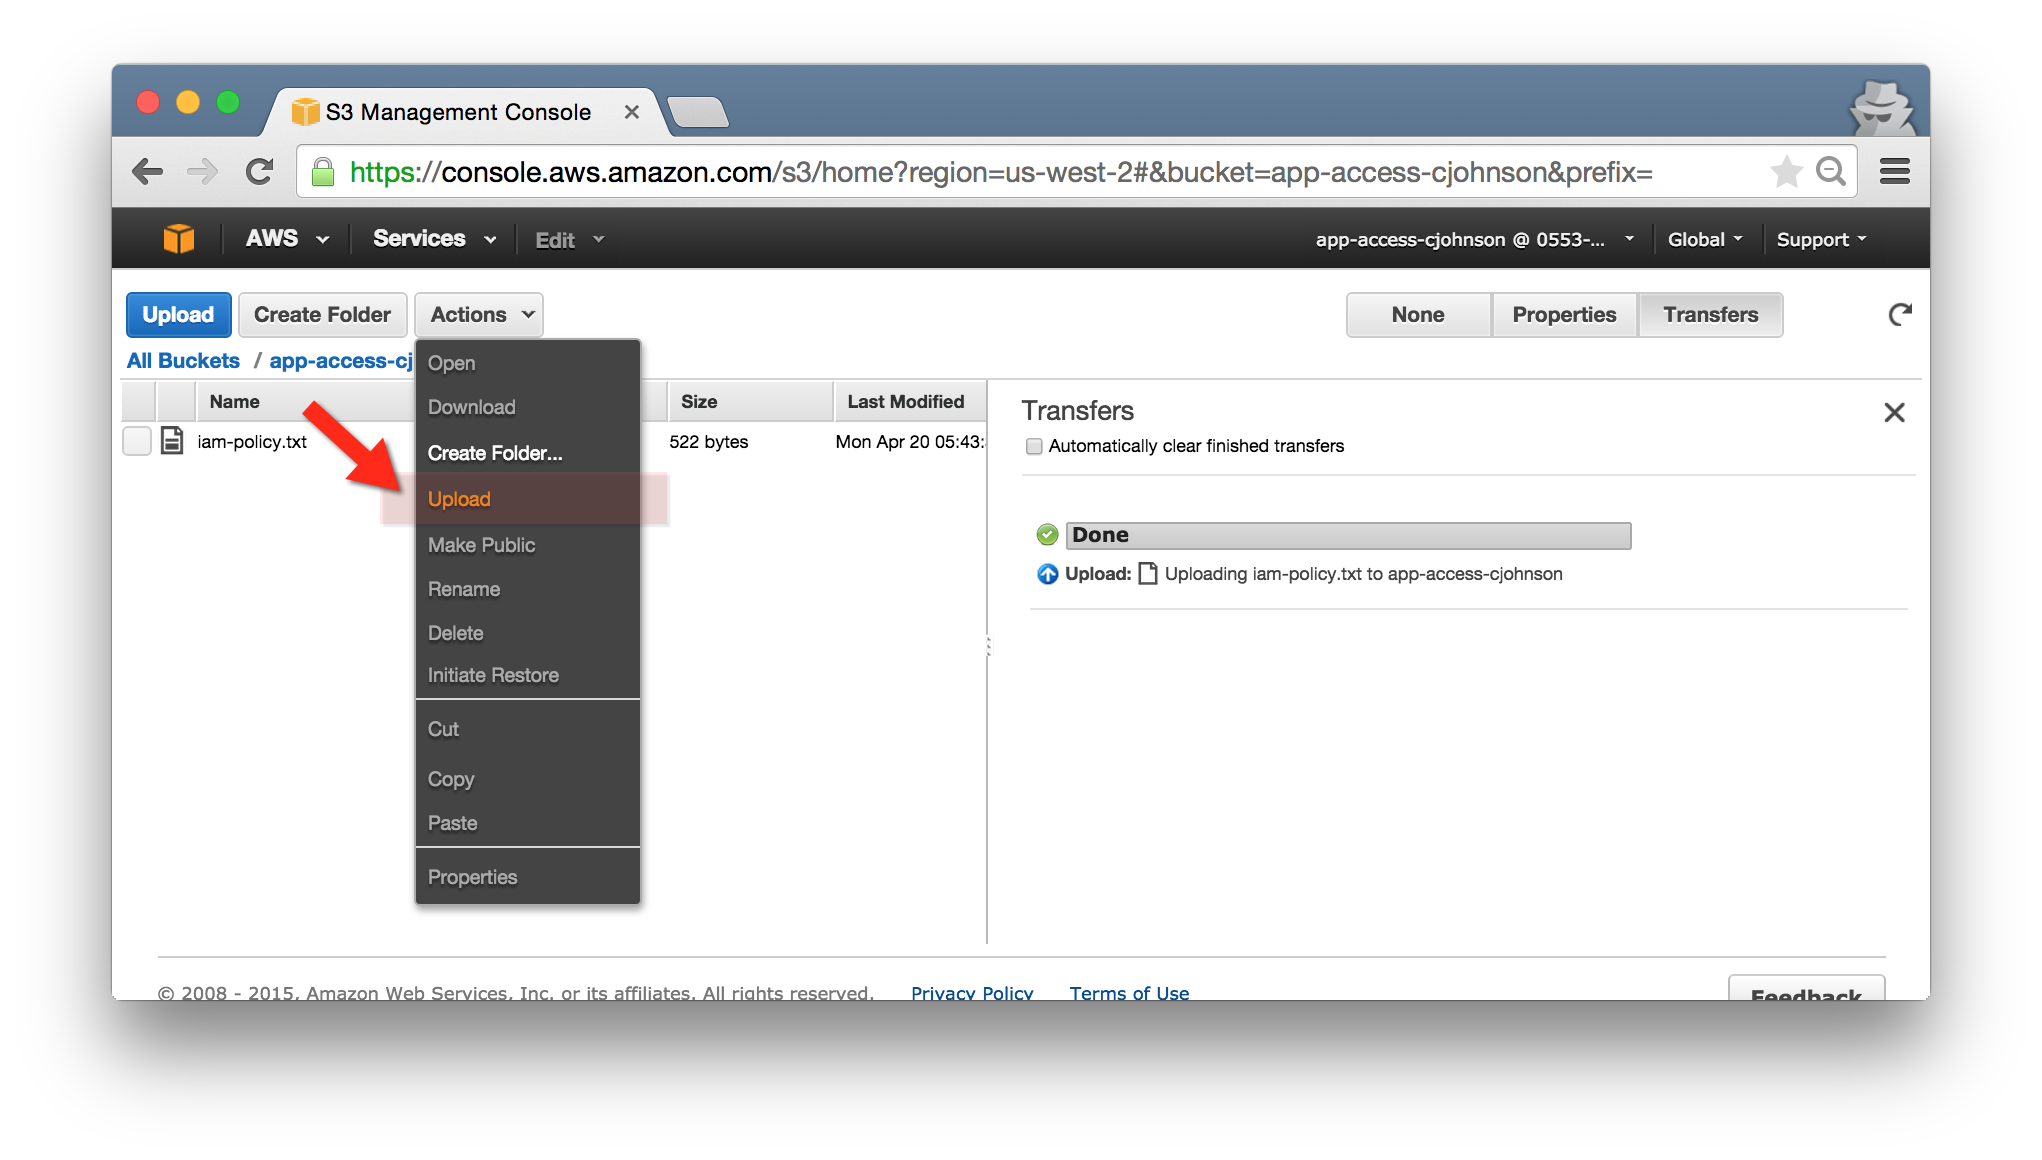 S3 Management Console
https://console.aws.amazon.com/s3/home?region=us-west-2#&bucket=app-access-cjohnson&prefix=
AWS Services Edit app-access-cjohnson @ 0553-... Global Support
Upload Create Folder Actions None Properties Transfers
All Buckets / app-access-cj
Name Size Last Modified
iam-policy.txt 522 bytes Mon Apr 20 05:43:
Open
Download
Create Folder...
Upload
Make Public
Rename
Delete
Initiate Restore
Cut
Copy
Paste
Properties
Transfers
Automatically clear finished transfers
Done
Upload: Uploading iam-policy.txt to app-access-cjohnson
© 2008 - 2015, Amazon Web Services, Inc. or its affiliates. All rights reserved. Privacy Policy Terms of Use
Feedback